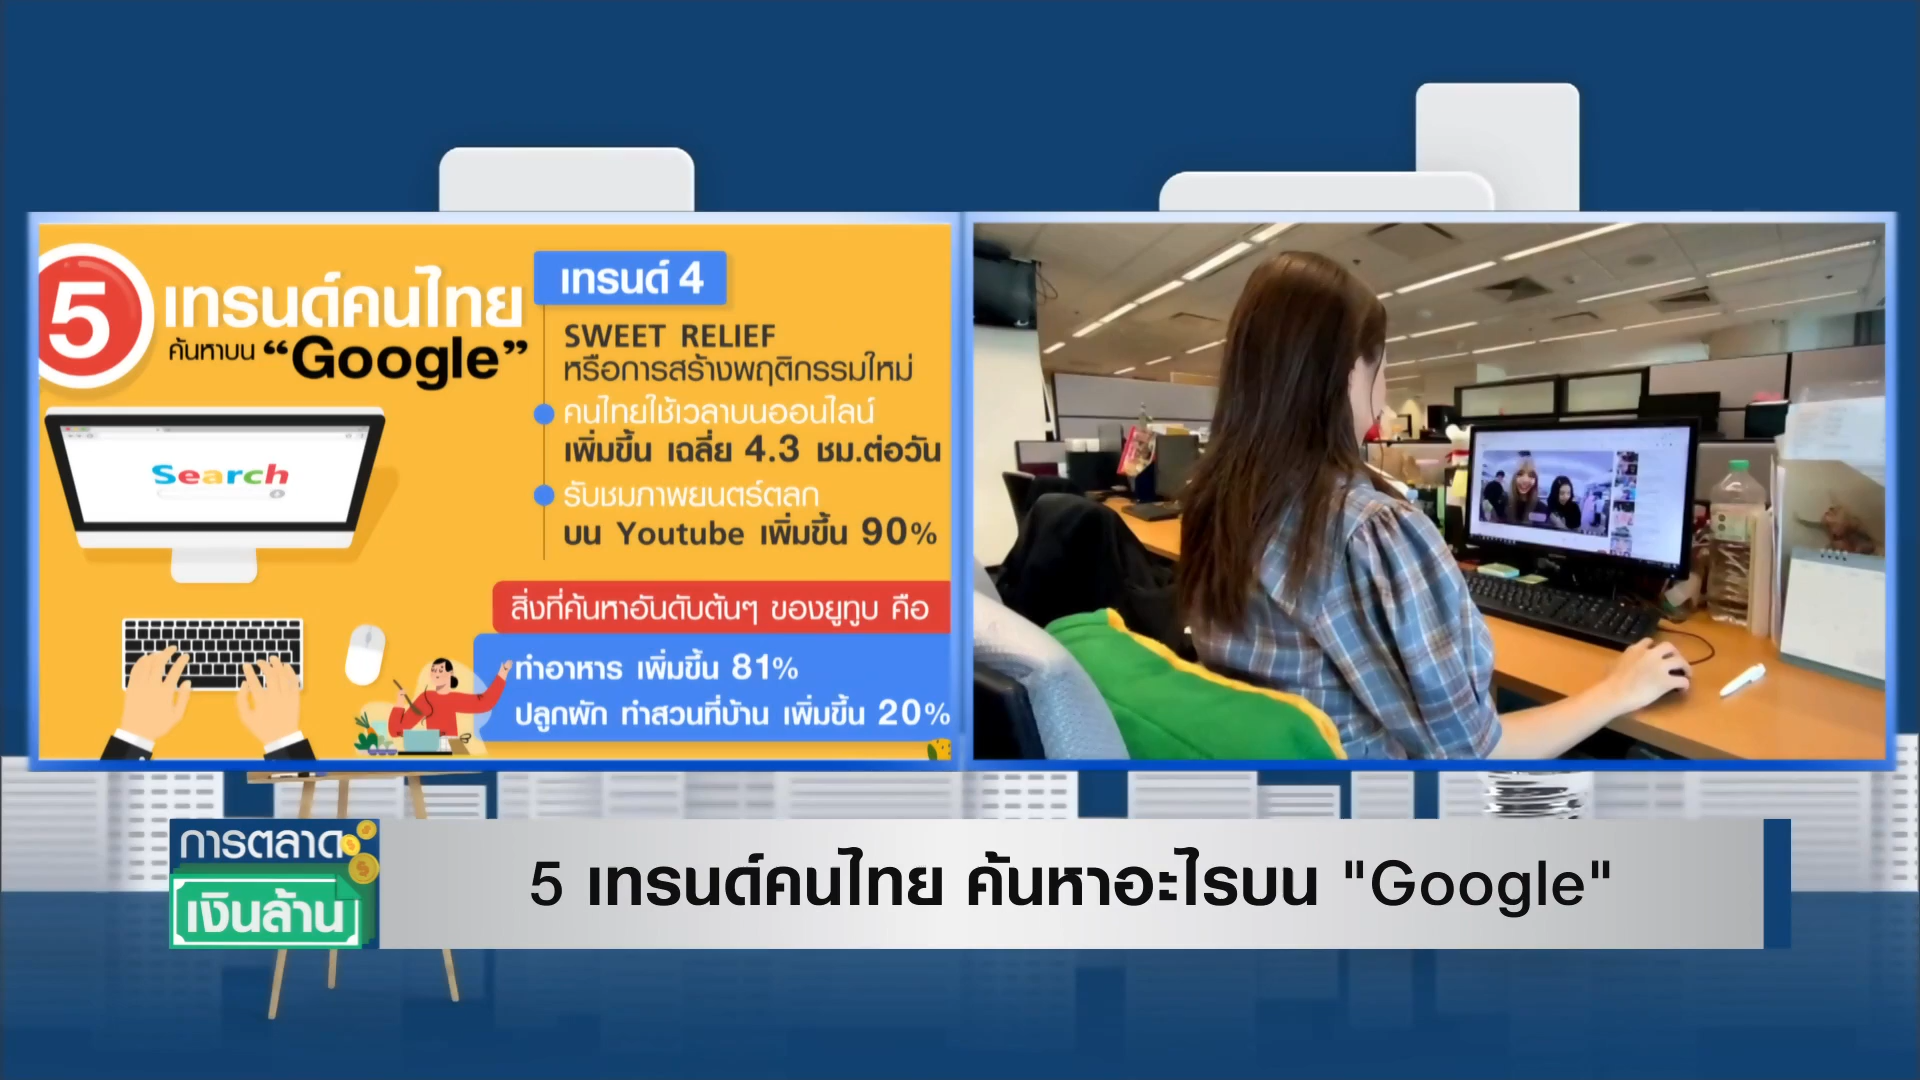 5
เทรนด์คนไทย
ค้นหาบน “Google”
Search
เทรนด์ 4
SWEET RELIEF
หรือการสร้างพฤติกรรมใหม่
คนไทยใช้เวลาบนออนไลน์
เพิ่มขึ้น เฉลี่ย 4.3 ชม.ต่อวัน
รับชมภาพยนตร์ตลก
บน Youtube เพิ่มขึ้น 90%
สิ่งที่ค้นหาอันดับต้นๆ ของยูทูบ คือ
ทำอาหาร เพิ่มขึ้น 81%
ปลูกผัก ทำสวนที่บ้าน เพิ่มขึ้น 20%
การตลาด
เงินล้าน
5 เทรนด์คนไทย ค้นหาอะไรบน "Google"